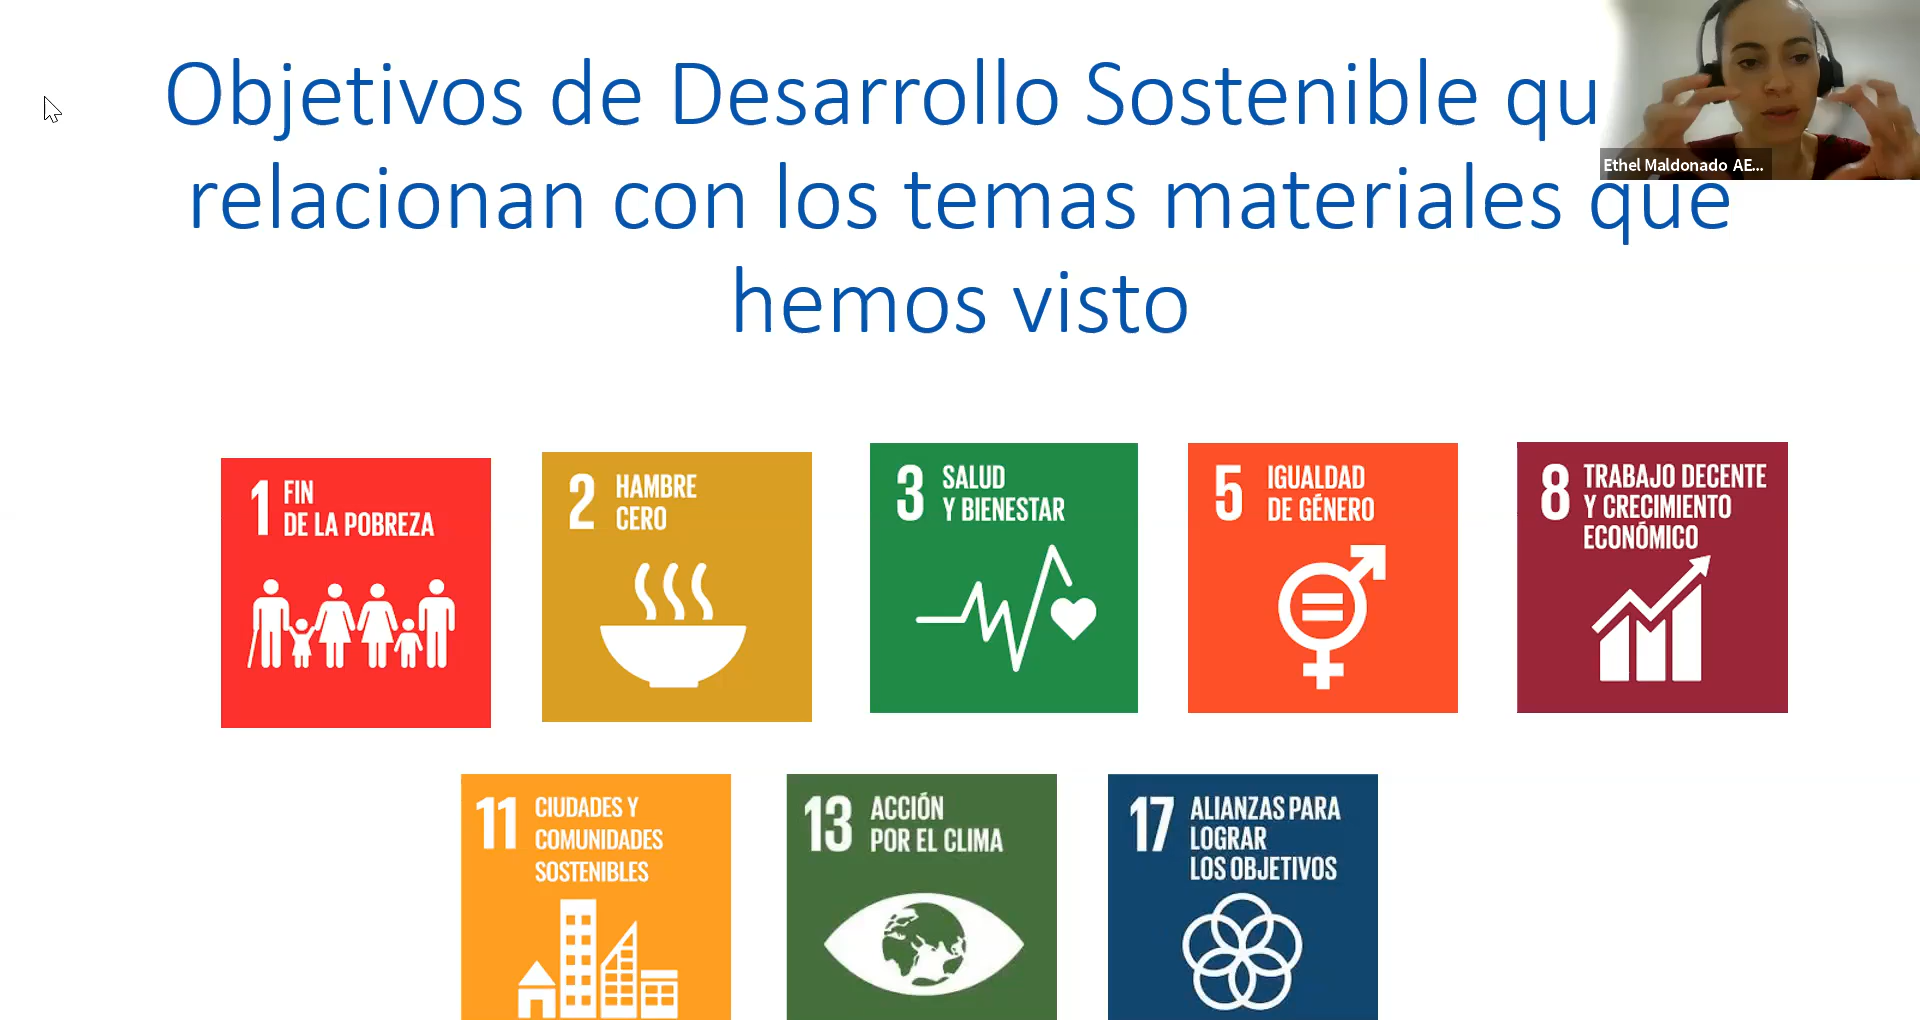 Objetivos de Desarrollo Sostenible qu
relacionan con los temas materiales que
hemos visto
Ethel Maldonado AE...
1 FIN
DE LA POBREZA
2 HAMBRE
CERO
3 SALUD
Y BIENESTAR
5 IGUALDAD
DE GÉNERO
8 TRABAJO DECENTE
Y CRECIMIENTO
ECONÓMICO
11 CIUDADES Y
COMUNIDADES
SOSTENIBLES
13 ACCIÓN
POR EL CLIMA
17 ALIANZAS PARA
LOGRAR
LOS OBJETIVOS